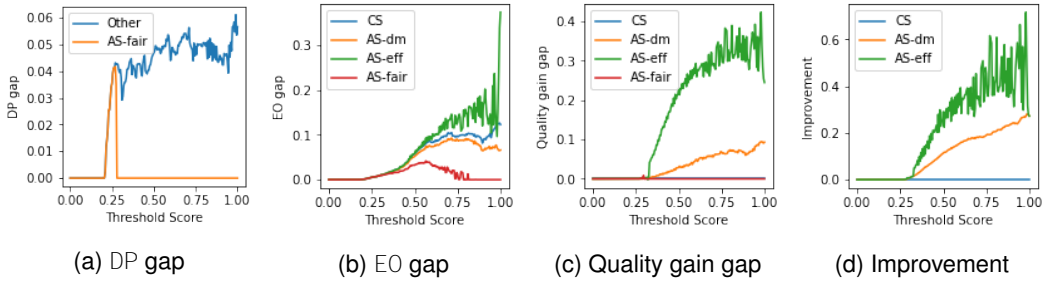 DP gap
0.06
0.05
0.04
0.03
0.02
0.01
0.00
Other
AS-fair
0.00 0.25 0.50 0.75 1.00
Threshold Score
(a) DP gap
EO gap
0.3
0.2
0.1
0.0
CS
AS-dm
AS-eff
AS-fair
0.00 0.25 0.50 0.75 1.00
Threshold Score
(b) EO gap
Quality gain gap
0.4
0.3
0.2
0.1
0.0
CS
AS-dm
AS-eff
AS-fair
0.00 0.25 0.50 0.75 1.00
Threshold Score
(c) Quality gain gap
Improvement
0.6
0.4
0.2
0.0
CS
AS-dm
AS-eff
0.00 0.25 0.50 0.75 1.00
Threshold Score
(d) Improvement